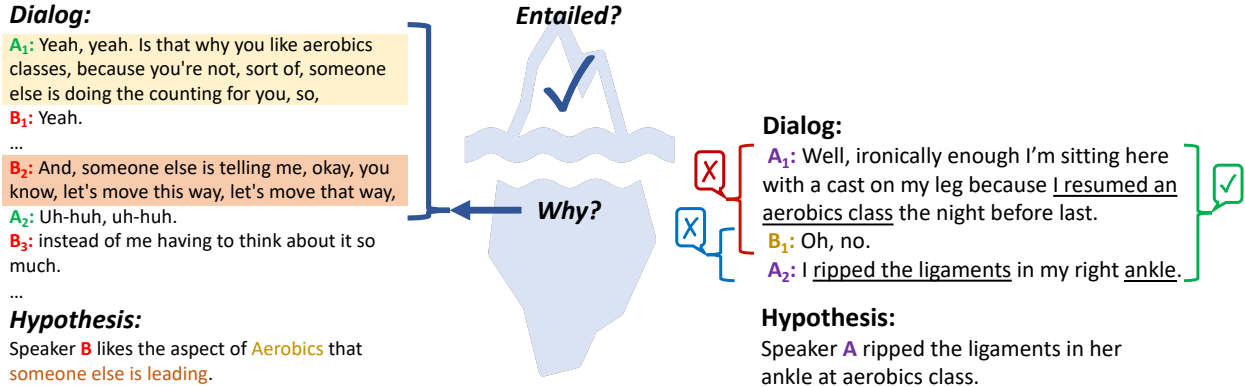 Dialog:
A1: Yeah, yeah. Is that why you like aerobics
classes, because you're not, sort of, someone
else is doing the counting for you, so,
B1: Yeah.
...
B2: And, someone else is telling me, okay, you
know, let's move this way, let's move that way,
A2: Uh-huh, uh-huh.
B3: instead of me having to think about it so
much.
...
Hypothesis:
Speaker B likes the aspect of Aerobics that
someone else is leading.
Entailed?
Why?
Dialog:
A1: Well, ironically enough I’m sitting here
with a cast on my leg because I resumed an
aerobics class the night before last.
B1: Oh, no.
A2: I ripped the ligaments in my right ankle.
Hypothesis:
Speaker A ripped the ligaments in her
ankle at aerobics class.